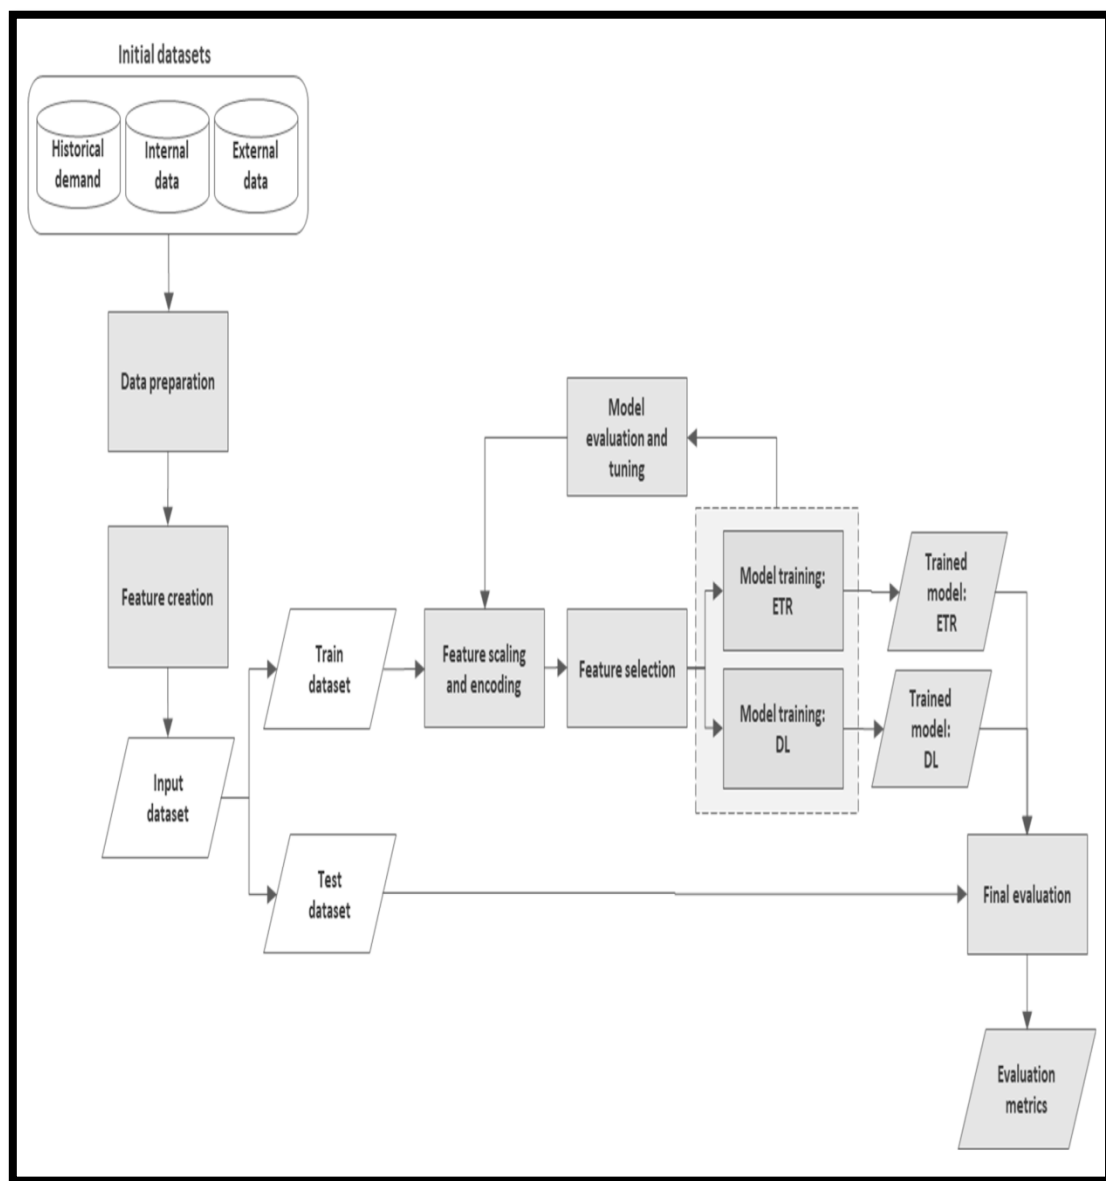 Initial datasets
Historical
demand
Internal
data
External
data
Data preparation
Model
evaluation and
tuning
Feature creation
Model training:
ETR
Trained
model:
ETR
Train
dataset
Feature scaling
and encoding
Feature selection
Model training:
DL
Trained
model:
DL
Input
dataset
Test
dataset
Final evaluation
Evaluation
metrics